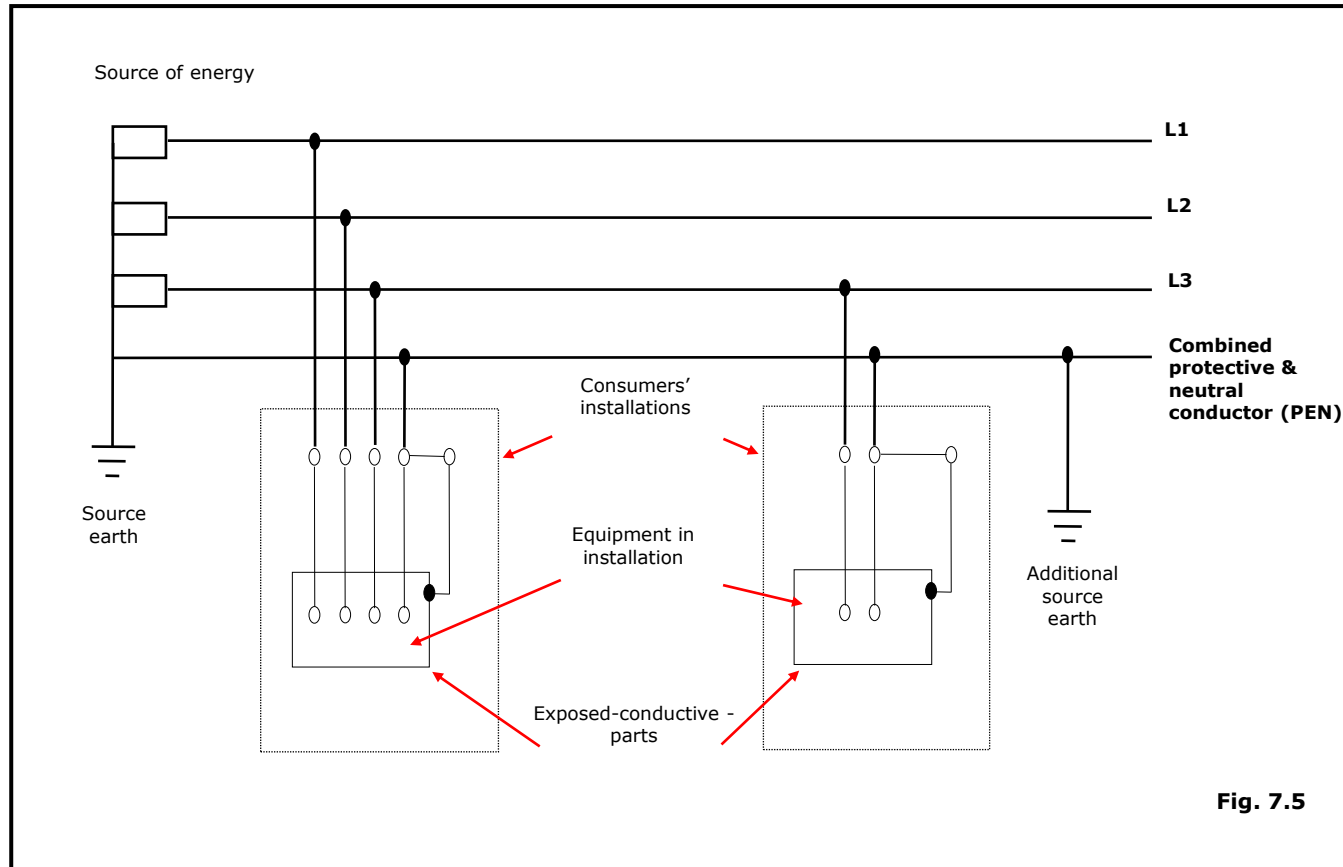 Source of energy
L1
L2
L3
Combined
protective &
neutral
conductor (PEN)
Consumers’
installations
Source
earth
Equipment in
installation
Additional
source
earth
Exposed-conductive -
parts
Fig. 7.5